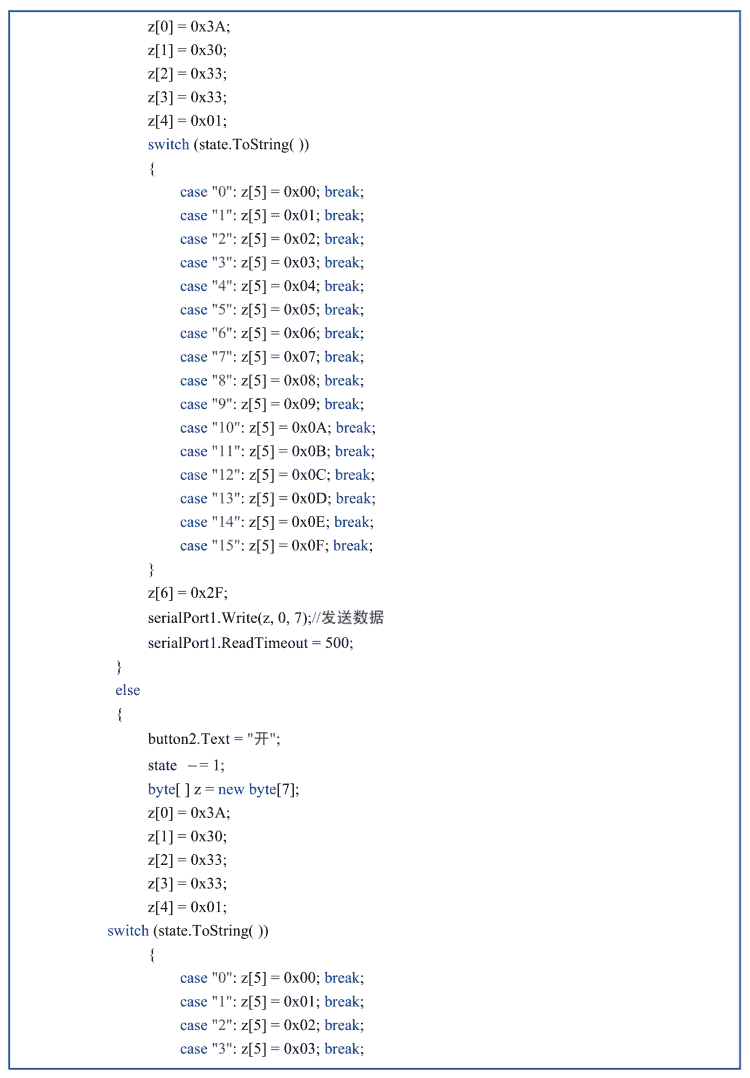 z[0] = 0x3A;
z[1] = 0x30;
z[2] = 0x33;
z[3] = 0x33;
z[4] = 0x01;
switch (state.ToString( ))
{
case "0": z[5] = 0x00; break;
case "1": z[5] = 0x01; break;
case "2": z[5] = 0x02; break;
case "3": z[5] = 0x03; break;
case "4": z[5] = 0x04; break;
case "5": z[5] = 0x05; break;
case "6": z[5] = 0x06; break;
case "7": z[5] = 0x07; break;
case "8": z[5] = 0x08; break;
case "9": z[5] = 0x09; break;
case "10": z[5] = 0x0A; break;
case "11": z[5] = 0x0B; break;
case "12": z[5] = 0x0C; break;
case "13": z[5] = 0x0D; break;
case "14": z[5] = 0x0E; break;
case "15": z[5] = 0x0F; break;
}
z[6] = 0x2F;
serialPort1.Write(z, 0, 7);//发送数据
serialPort1.ReadTimeout = 500;
}
else
{
button2.Text = "开";
state −= 1;
byte[ ] z = new byte[7];
z[0] = 0x3A;
z[1] = 0x30;
z[2] = 0x33;
z[3] = 0x33;
z[4] = 0x01;
switch (state.ToString( ))
{
case "0": z[5] = 0x00; break;
case "1": z[5] = 0x01; break;
case "2": z[5] = 0x02; break;
case "3": z[5] = 0x03; break;